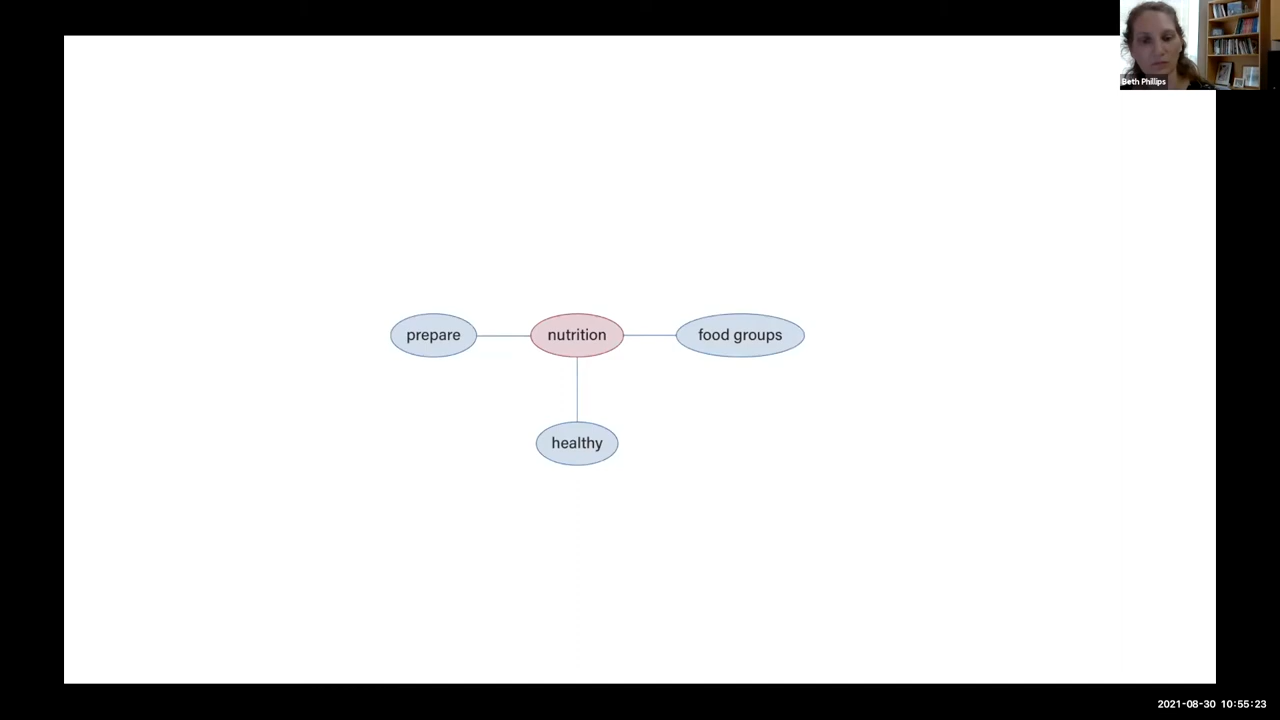 Beth Phillips
prepare
nutrition
food groups
healthy
2021-08-30 10:55:23